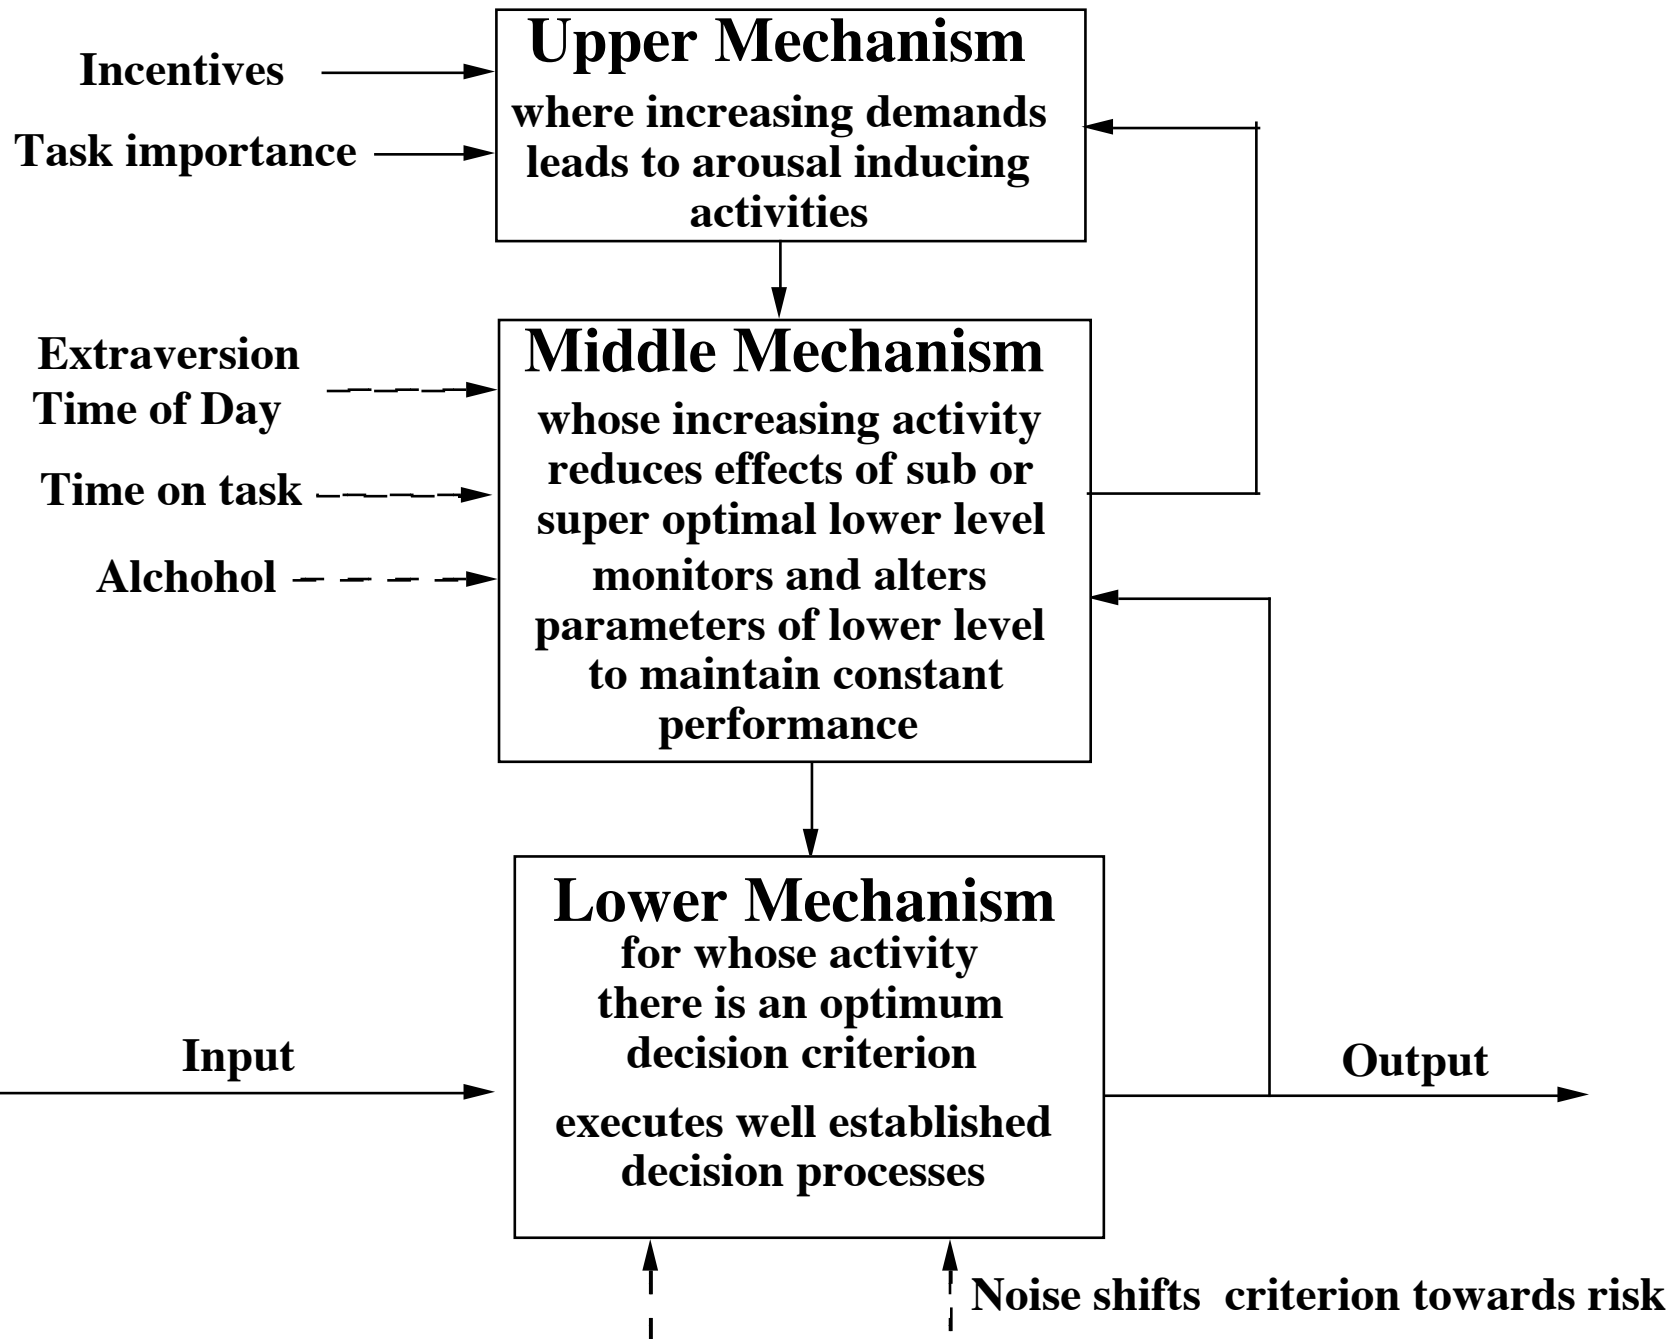 Upper Mechanism
where increasing demands
leads to arousal inducing
activities
Incentives
Task importance
Middle Mechanism
whose increasing activity
reduces effects of sub or
super optimal lower level
monitors and alters
parameters of lower level
to maintain constant
performance
Extraversion
Time of Day
Time on task
Alchohol
Lower Mechanism
for whose activity
there is an optimum
decision criterion
executes well established
decision processes
Input
Output
Noise shifts criterion towards risk